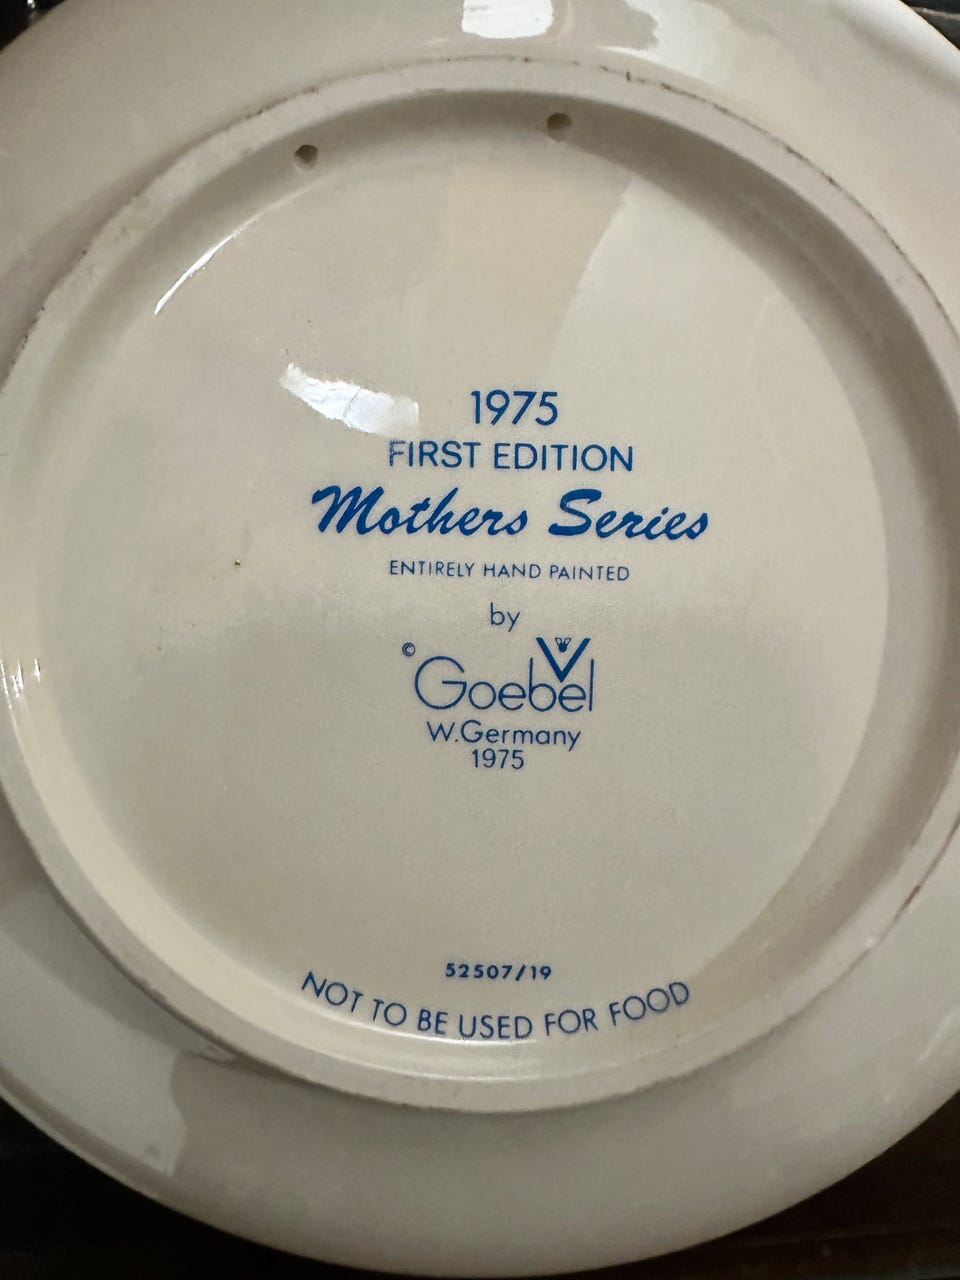 1975
FIRST EDITION
Mothers Series
ENTIRELY HAND PAINTED
by
© Goebel
W.Germany
1975
52507/19
NOT TO BE USED FOR FOOD